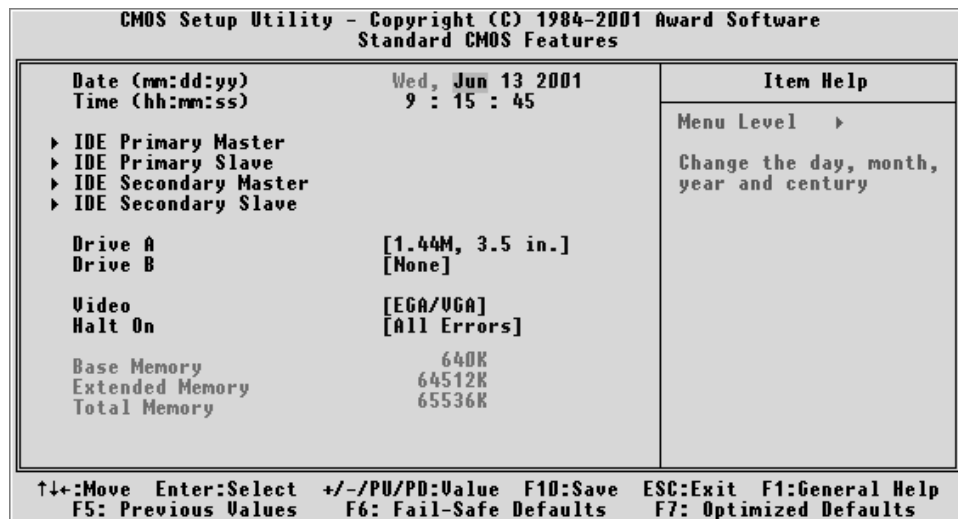 CMOS Setup Utility - Copyright (C) 1984-2001 Award Software
Standard CMOS Features
Date (mm:dd:yy) Wed, Jun 13 2001
Time (hh:mm:ss) 9 : 15 : 45
▶ IDE Primary Master
▶ IDE Primary Slave
▶ IDE Secondary Master
▶ IDE Secondary Slave
Drive A [1.44M, 3.5 in.]
Drive B [None]
Video [EGA/VGA]
Halt On [All Errors]
Base Memory 640K
Extended Memory 64512K
Total Memory 65536K
Item Help
Menu Level ▶
Change the day, month,
year and century
↑↓←:Move Enter:Select +/-/PU/PD:Value F10:Save ESC:Exit F1:General Help
F5: Previous Values F6: Fail-Safe Defaults F7: Optimized Defaults